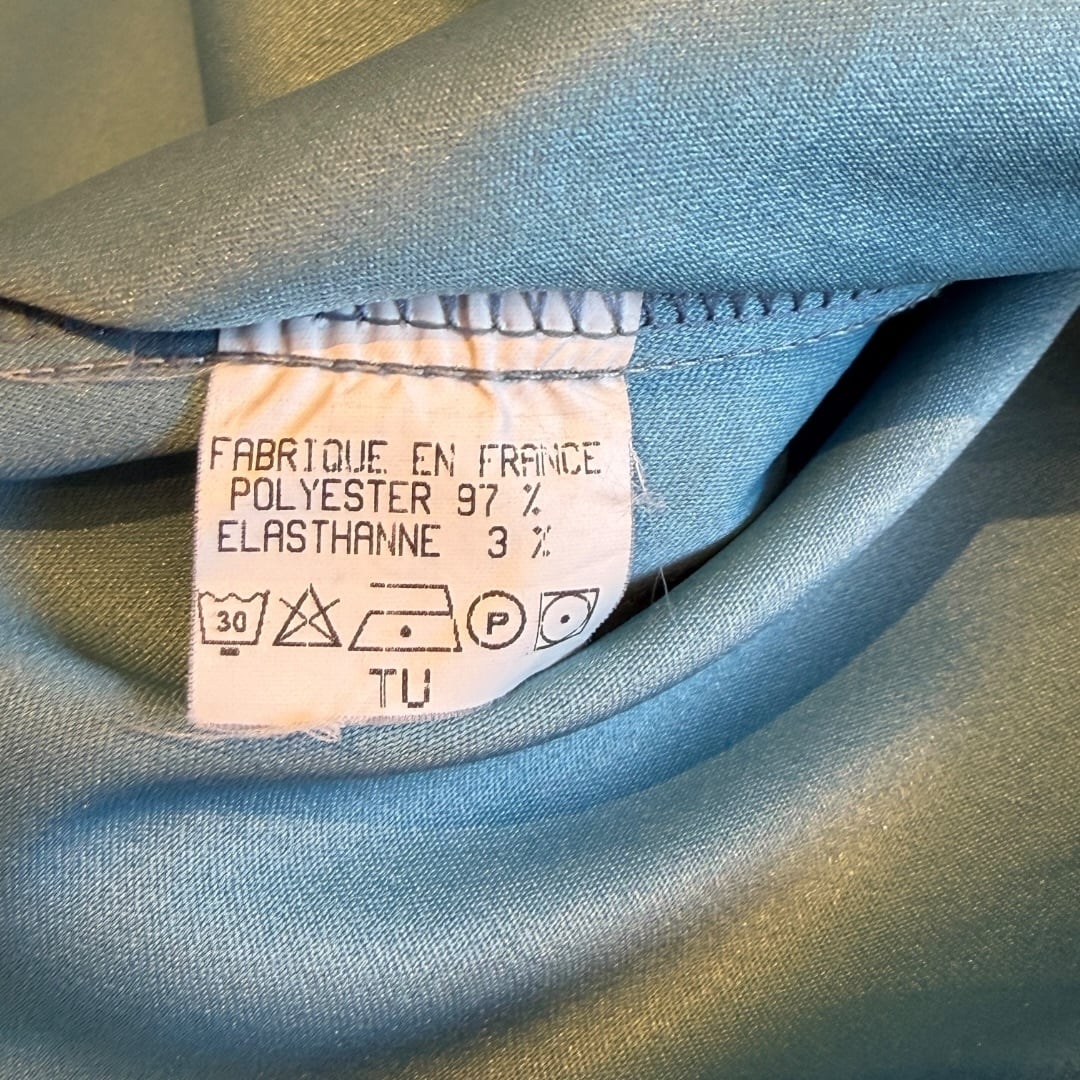 FABRIQUE EN FRANCE
POLYESTER 97 %
ELASTHANNE 3 %
30 P
TU